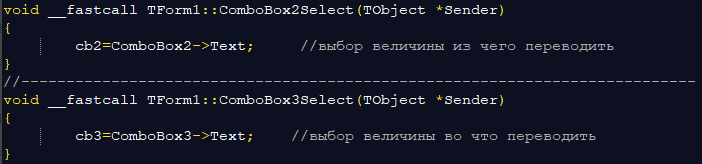 void __fastcall TForm1::ComboBox2Select(TObject *Sender)
{
cb2=ComboBox2->Text; //выбор величины из чего переводить
}
//---------------------------------------------------------------------------
void __fastcall TForm1::ComboBox3Select(TObject *Sender)
{
cb3=ComboBox3->Text; //выбор величины во что переводить
}